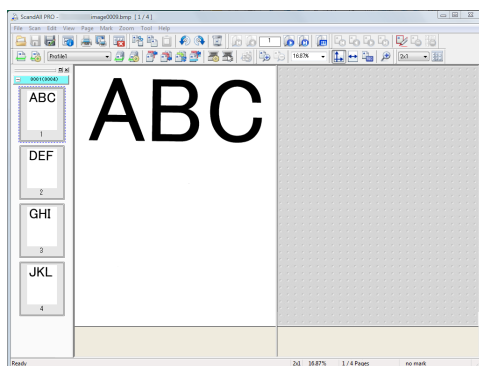 ScandAll PRO - image0009.bmp [ 1 / 4 ]
File Scan Edit View Page Mark Zoom Tool Help
1
Profile1 16.87% 2x1
0001(0004)
ABC
1
DEF
2
GHI
3
JKL
4
ABC
Ready 2x1 16.87% 1 / 4 Pages no mark